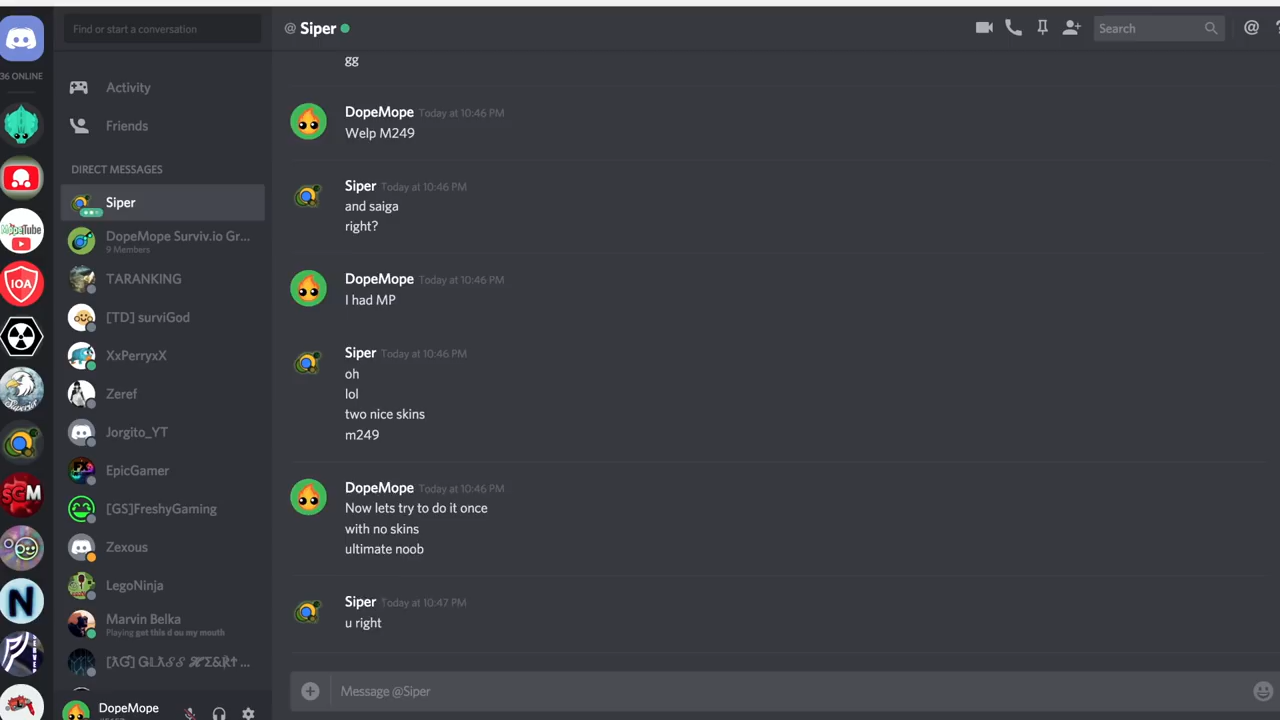 Find or start a conversation
36 ONLINE
Activity
Friends
DIRECT MESSAGES
Siper
DopeMope Surviv.io Gr...
9 Members
TARANKING
[TD] surviGod
XxPerryxX
Zeref
Jorgito_YT
EpicGamer
[GS]FreshyGaming
Zexous
LegoNinja
Marvin Belka
Playing get this d ou my mouth
DopeMope
MopeTube
IOA
SGM
N
@ Siper
Search
gg
DopeMope Today at 10:46 PM
Welp M249
Siper Today at 10:46 PM
and saiga
right?
DopeMope Today at 10:46 PM
I had MP
Siper Today at 10:46 PM
oh
lol
two nice skins
m249
DopeMope Today at 10:46 PM
Now lets try to do it once
with no skins
ultimate noob
Siper Today at 10:47 PM
u right
Message @Siper